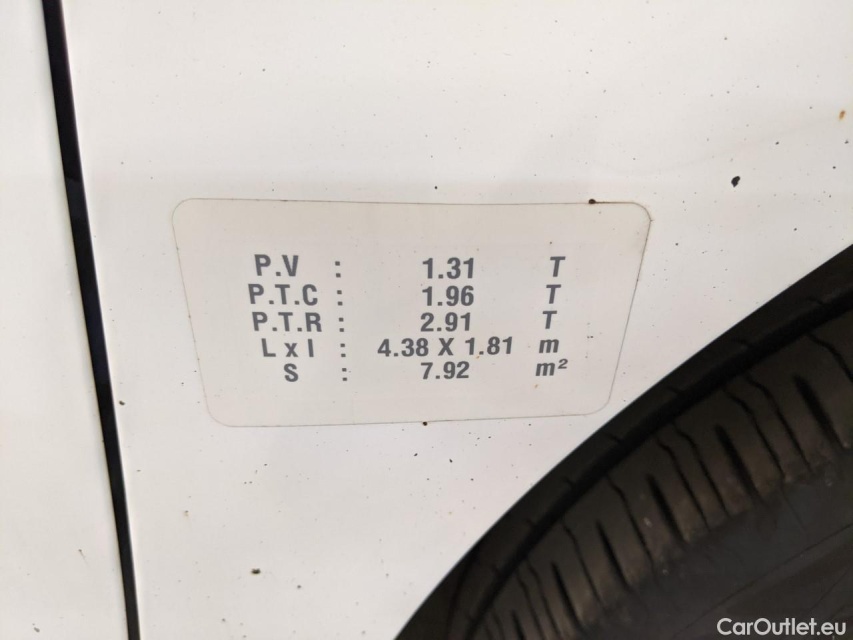 P.V : 1.31 T
P.T.C : 1.96 T
P.T.R : 2.91 T
L x l : 4.38 X 1.81 m
S : 7.92 m²
CarOutlet.eu